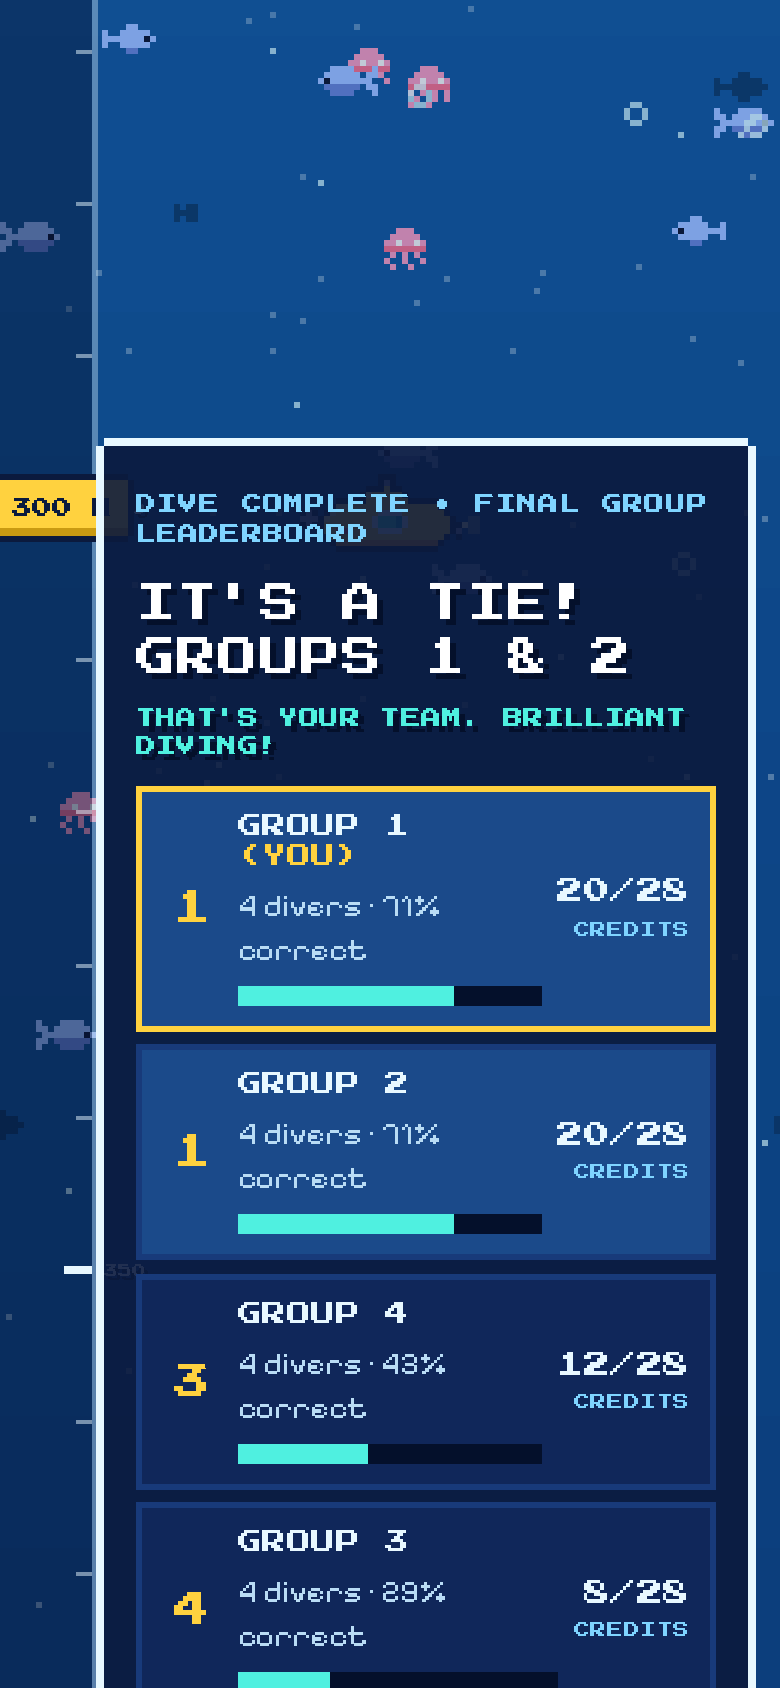 300
DIVE COMPLETE • FINAL GROUP
LEADERBOARD
IT'S A TIE!
GROUPS 1 & 2
THAT'S YOUR TEAM. BRILLIANT
DIVING!
GROUP 1
(YOU)
1
4 divers · 71%
correct
20/28
CREDITS
GROUP 2
1
4 divers · 71%
correct
20/28
CREDITS
350
GROUP 4
3
4 divers · 43%
correct
12/28
CREDITS
GROUP 3
4
4 divers · 29%
correct
8/28
CREDITS